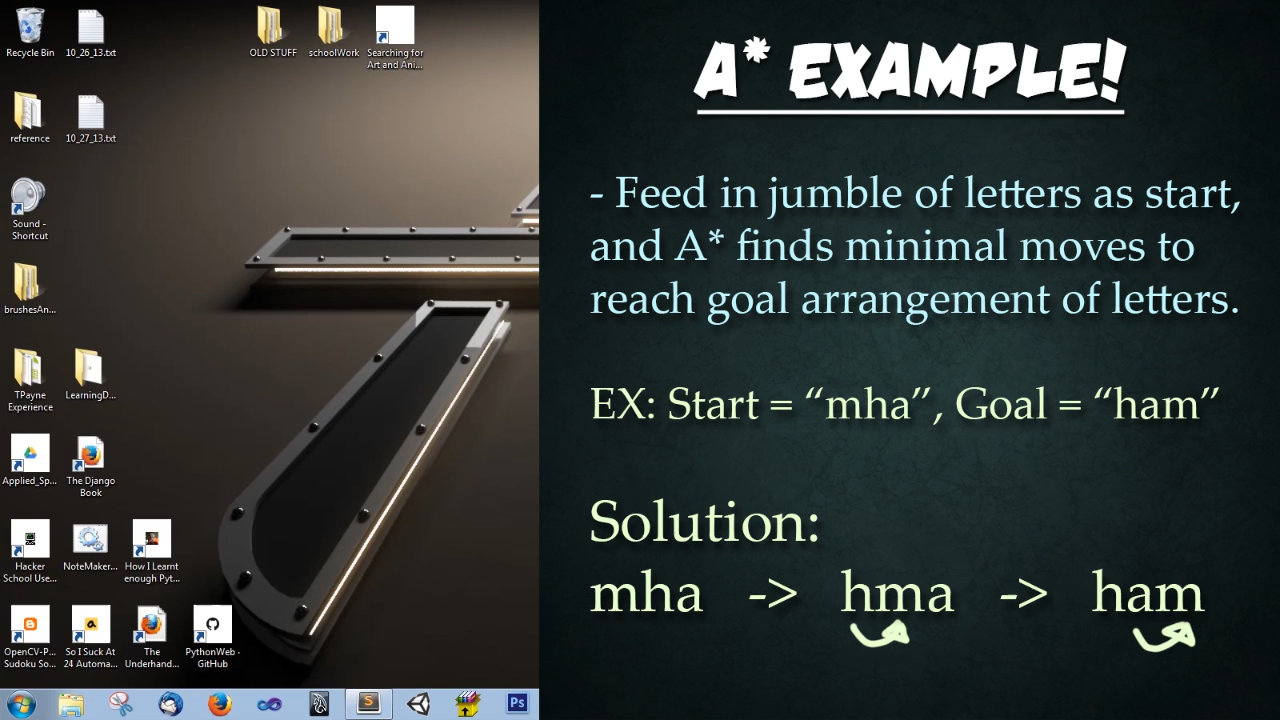 Recycle Bin
10_26_13.txt
OLD STUFF
schoolWork
Searching for
Art and Ani...
reference
10_27_13.txt
Sound -
Shortcut
brushesAn...
TPayne
Experience
LearningD...
Applied_Sp...
The Django
Book
Hacker
School Use...
NoteMaker...
How I Learnt
enough Pyt...
OpenCV-P...
Sudoku So...
So I Suck At
24 Automa...
The
Underhand...
PythonWeb ·
GitHub
Ps
A* EXAMPLE!
- Feed in jumble of letters as start,
and A* finds minimal moves to
reach goal arrangement of letters.
EX: Start = “mha”, Goal = “ham”
Solution:
mha -> hma -> ham